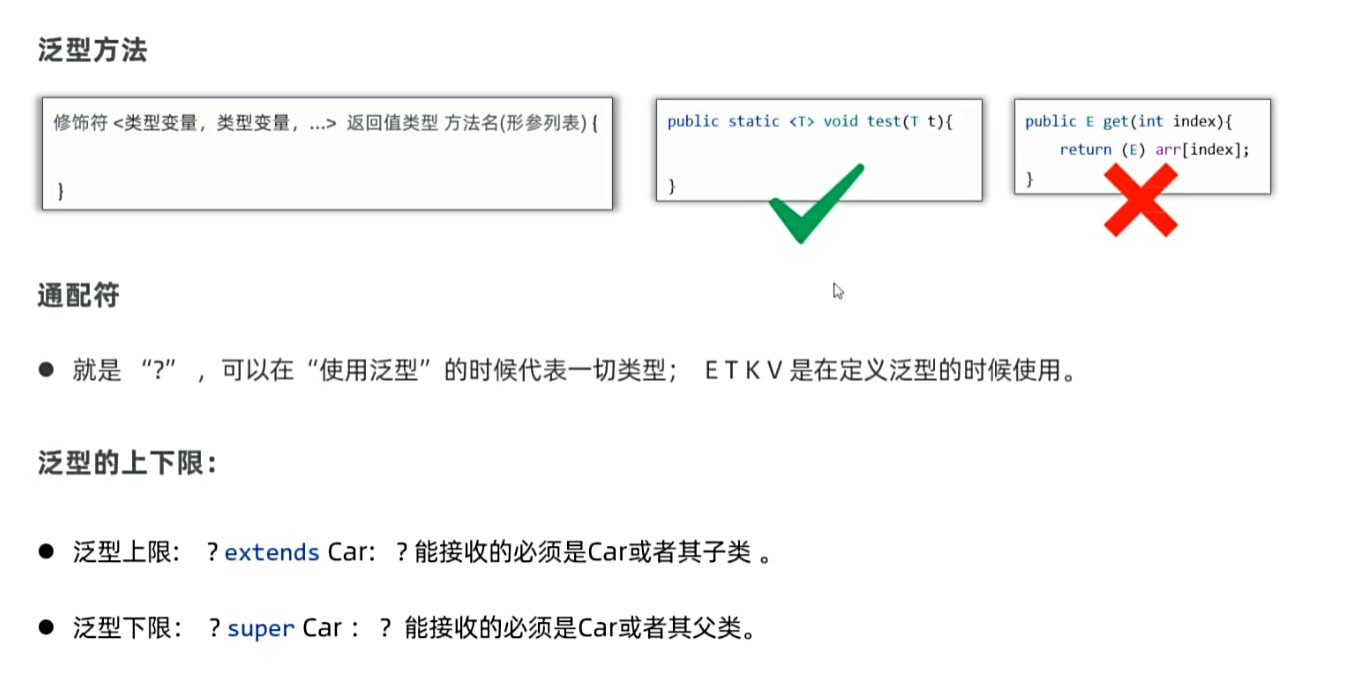 泛型方法
修饰符 <类型变量，类型变量，...> 返回值类型 方法名(形参列表) {
}
public static <T> void test(T t){
}
public E get(int index){
return (E) arr[index];
}
通配符
● 就是 “?” ，可以在“使用泛型”的时候代表一切类型； E T K V 是在定义泛型的时候使用。
泛型的上下限：
● 泛型上限： ? extends Car: ? 能接收的必须是Car或者其子类 。
● 泛型下限： ? super Car : ? 能接收的必须是Car或者其父类。